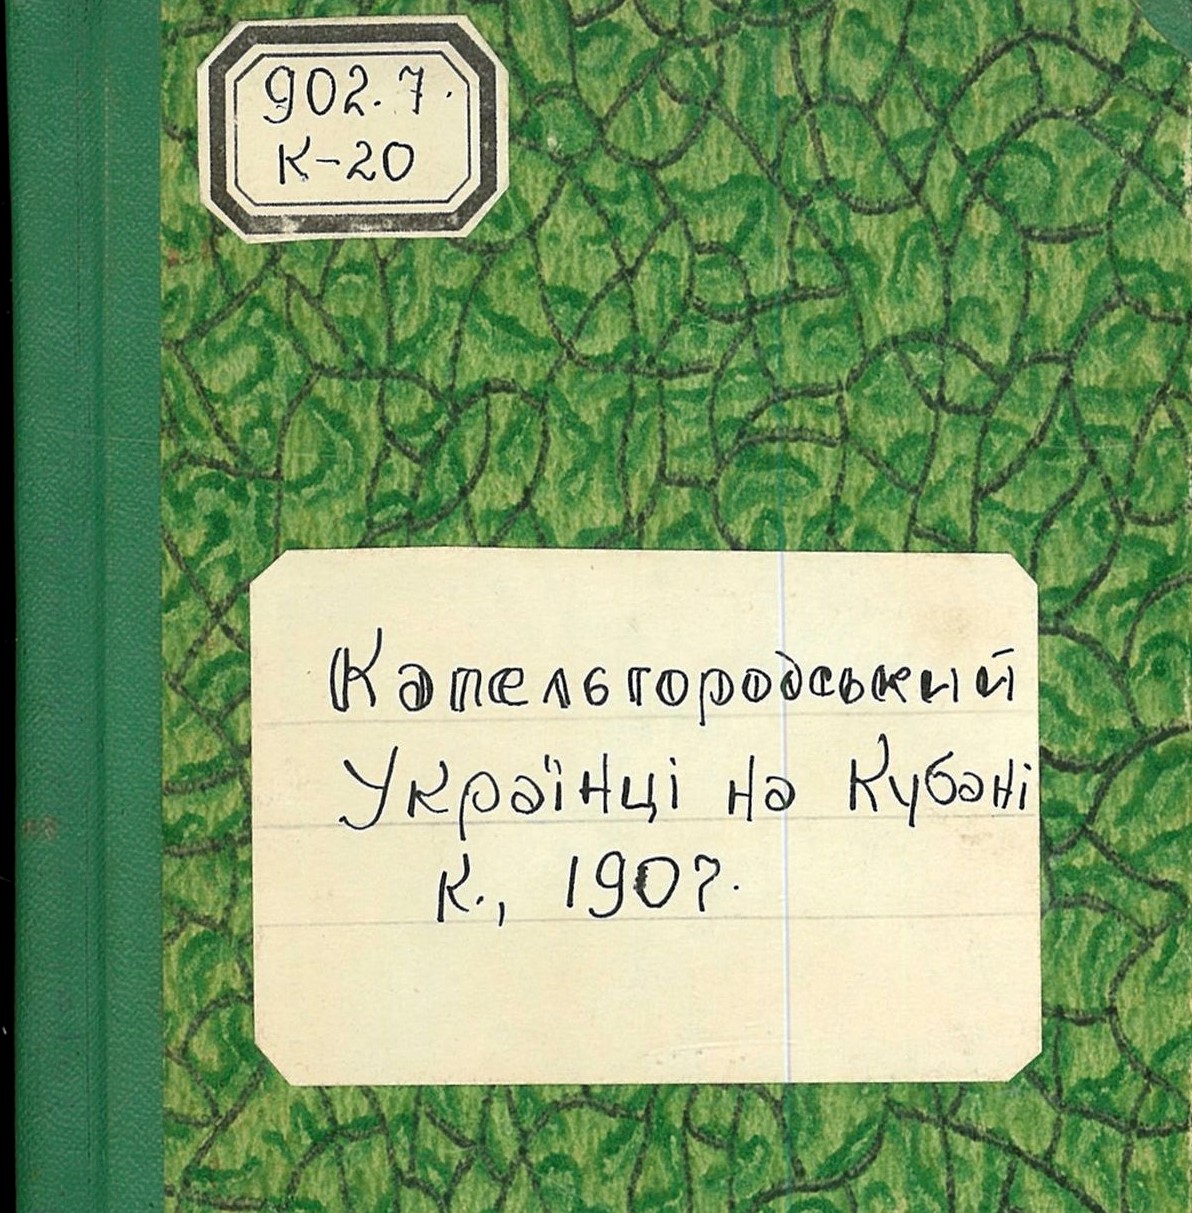 902.7.
К-20
Капельгородський
Українці на Кубані
К., 1907.